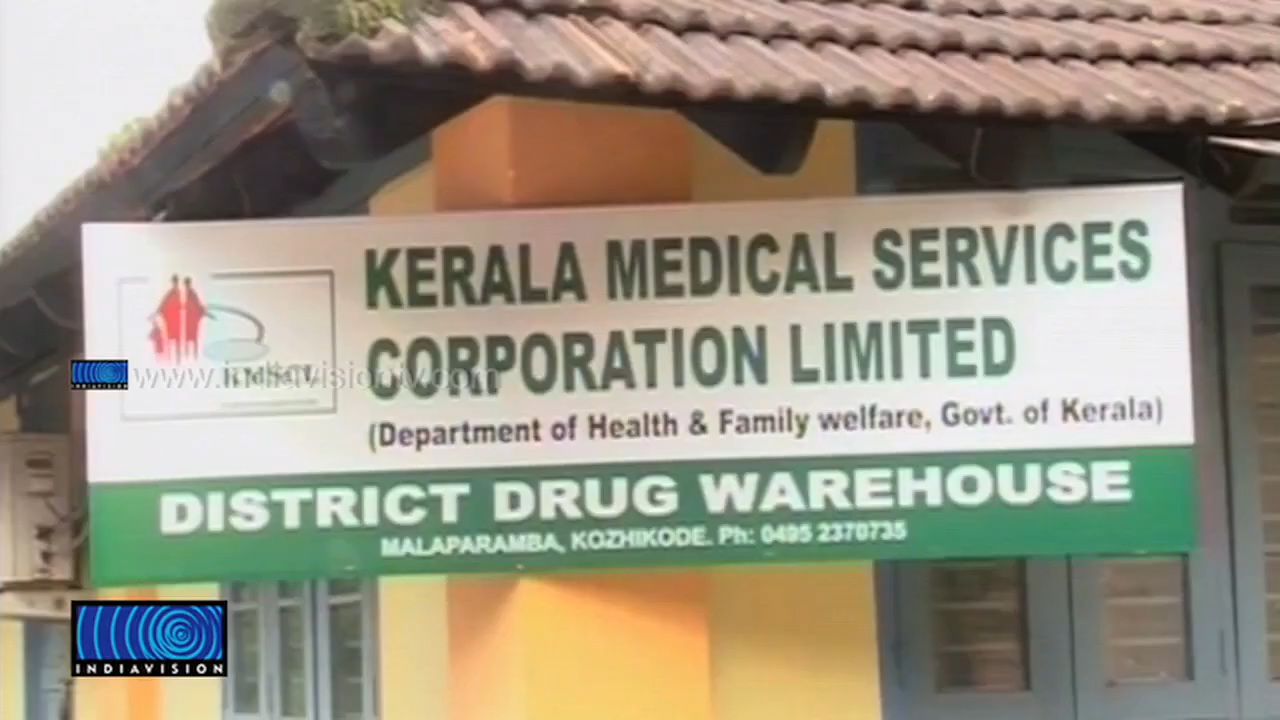 KERALA MEDICAL SERVICES
CORPORATION LIMITED
(Department of Health & Family welfare, Govt. of Kerala)
DISTRICT DRUG WAREHOUSE
MALAPARAMBA, KOZHIKODE. Ph: 0495 2370735
INDIAVISION
www.indiavisiontv.com
INDIAVISION